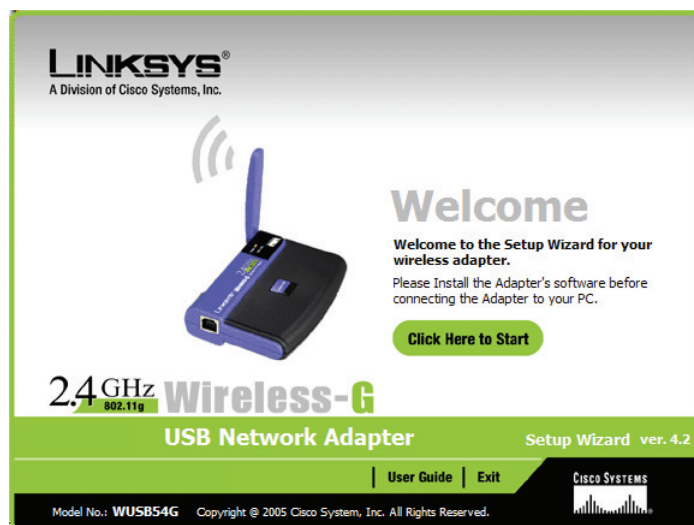 LINKSYS®
A Division of Cisco Systems, Inc.
Welcome
Welcome to the Setup Wizard for your
wireless adapter.
Please Install the Adapter's software before
connecting the Adapter to your PC.
Click Here to Start
2.4 GHz
802.11g
Wireless-G
USB Network Adapter
Setup Wizard ver. 4.2
User Guide
Exit
CISCO SYSTEMS
Model No.: WUSB54G Copyright @ 2005 Cisco System, Inc. All Rights Reserved.